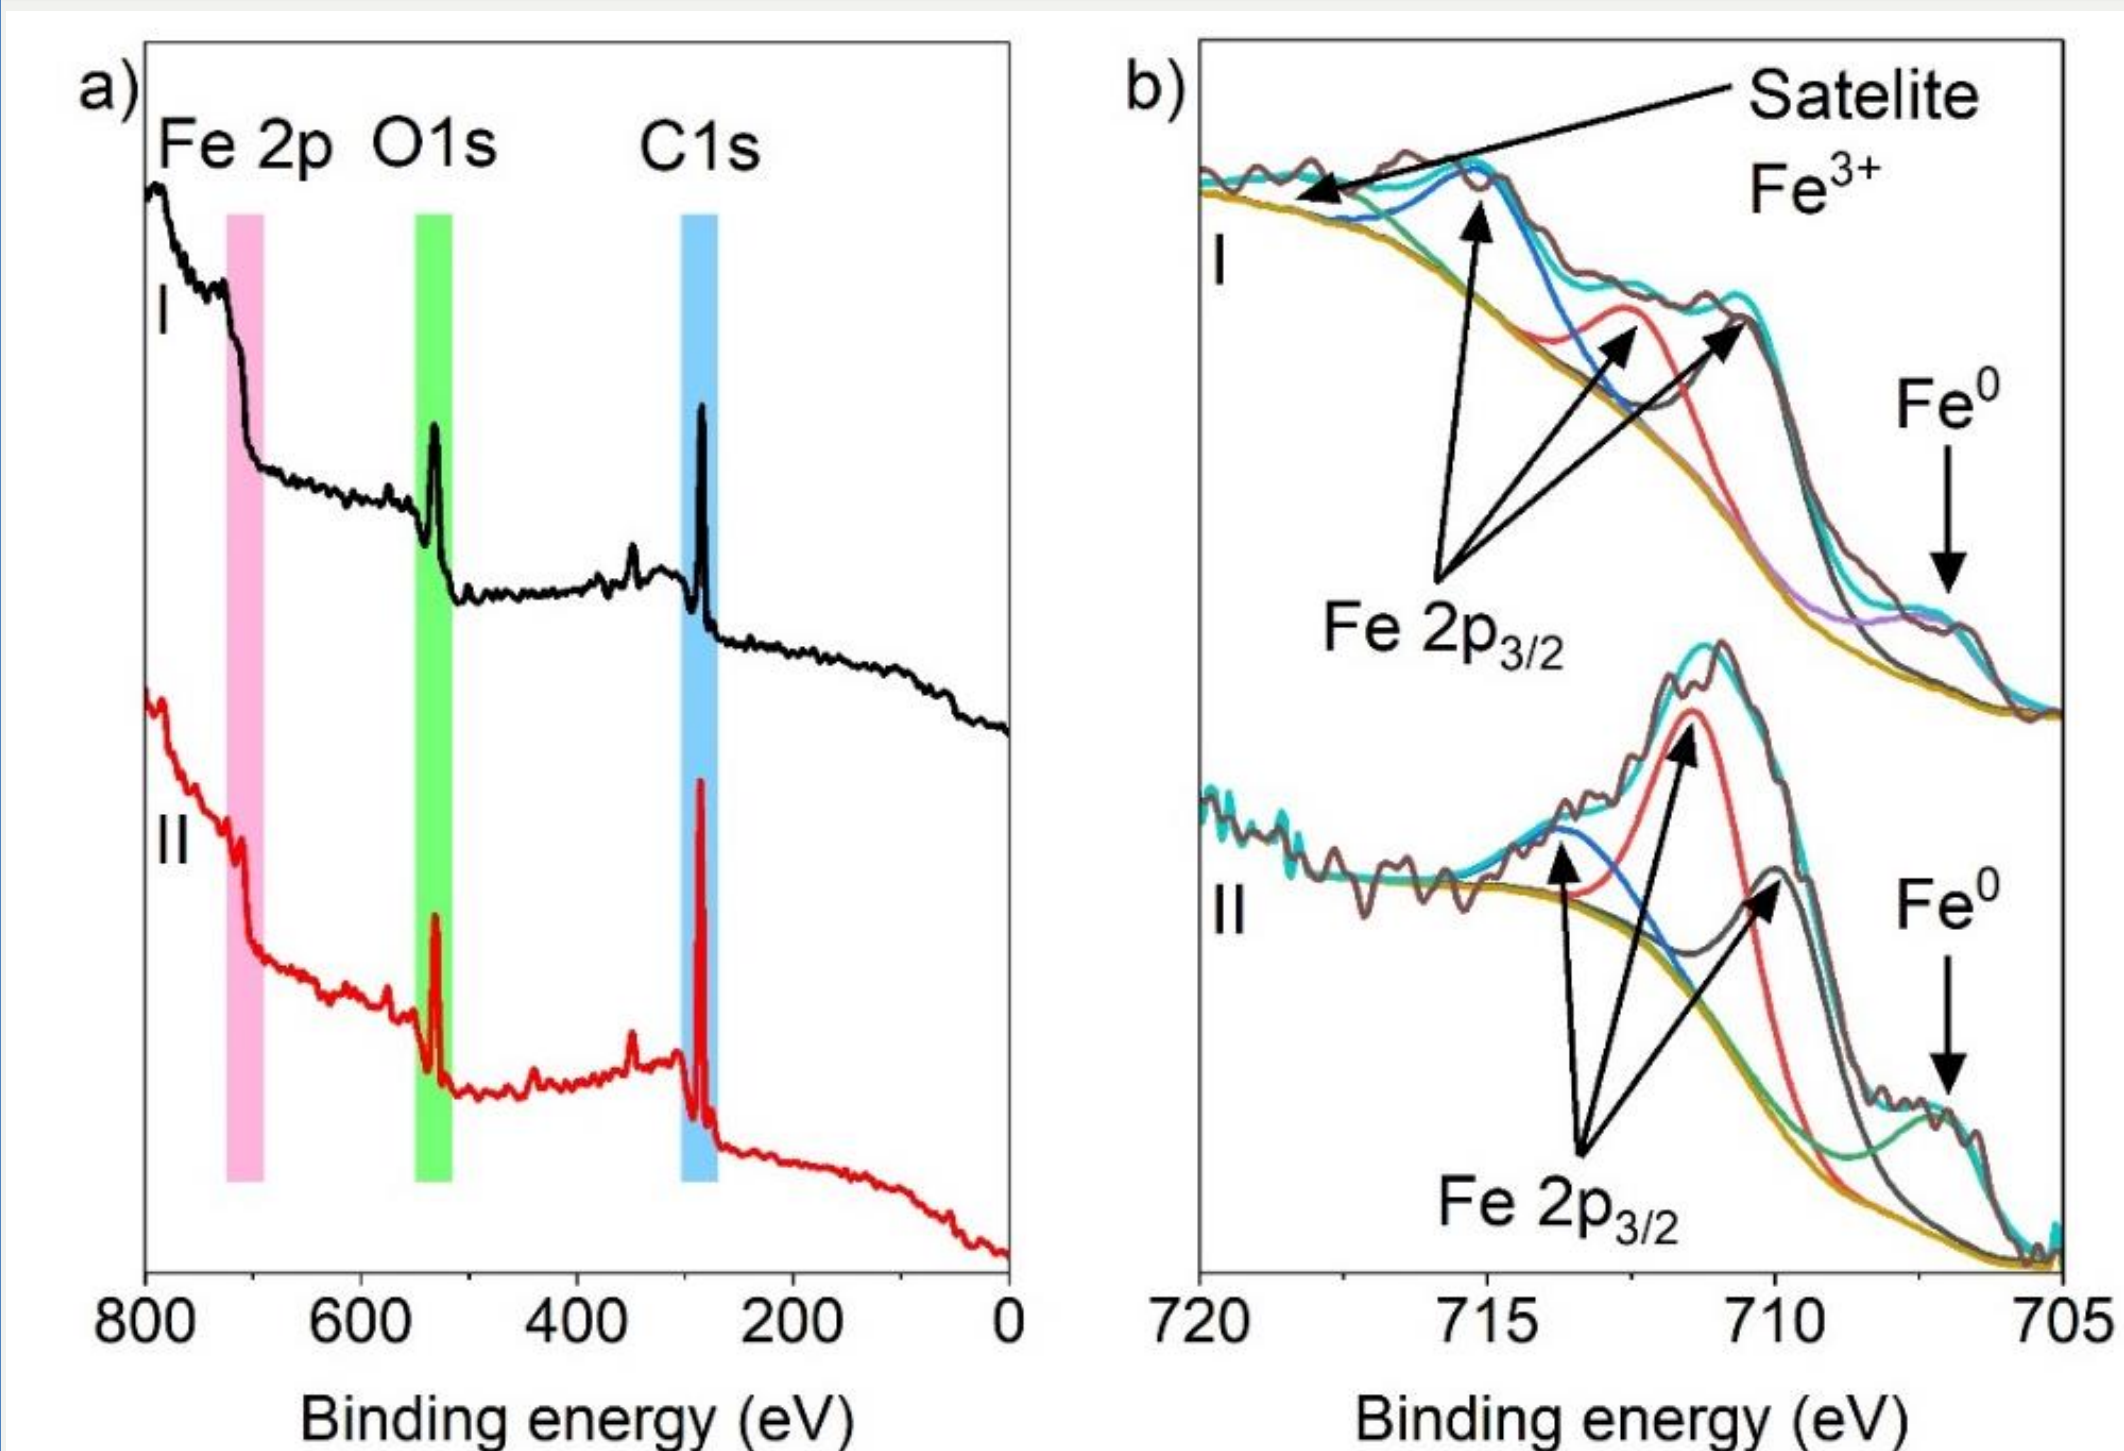 a)
Fe 2p O1s C1s
I
II
800 600 400 200 0
Binding energy (eV)
b)
Satelite
Fe³⁺
I
Fe⁰
Fe 2p₃/₂
II
Fe⁰
Fe 2p₃/₂
720 715 710 705
Binding energy (eV)